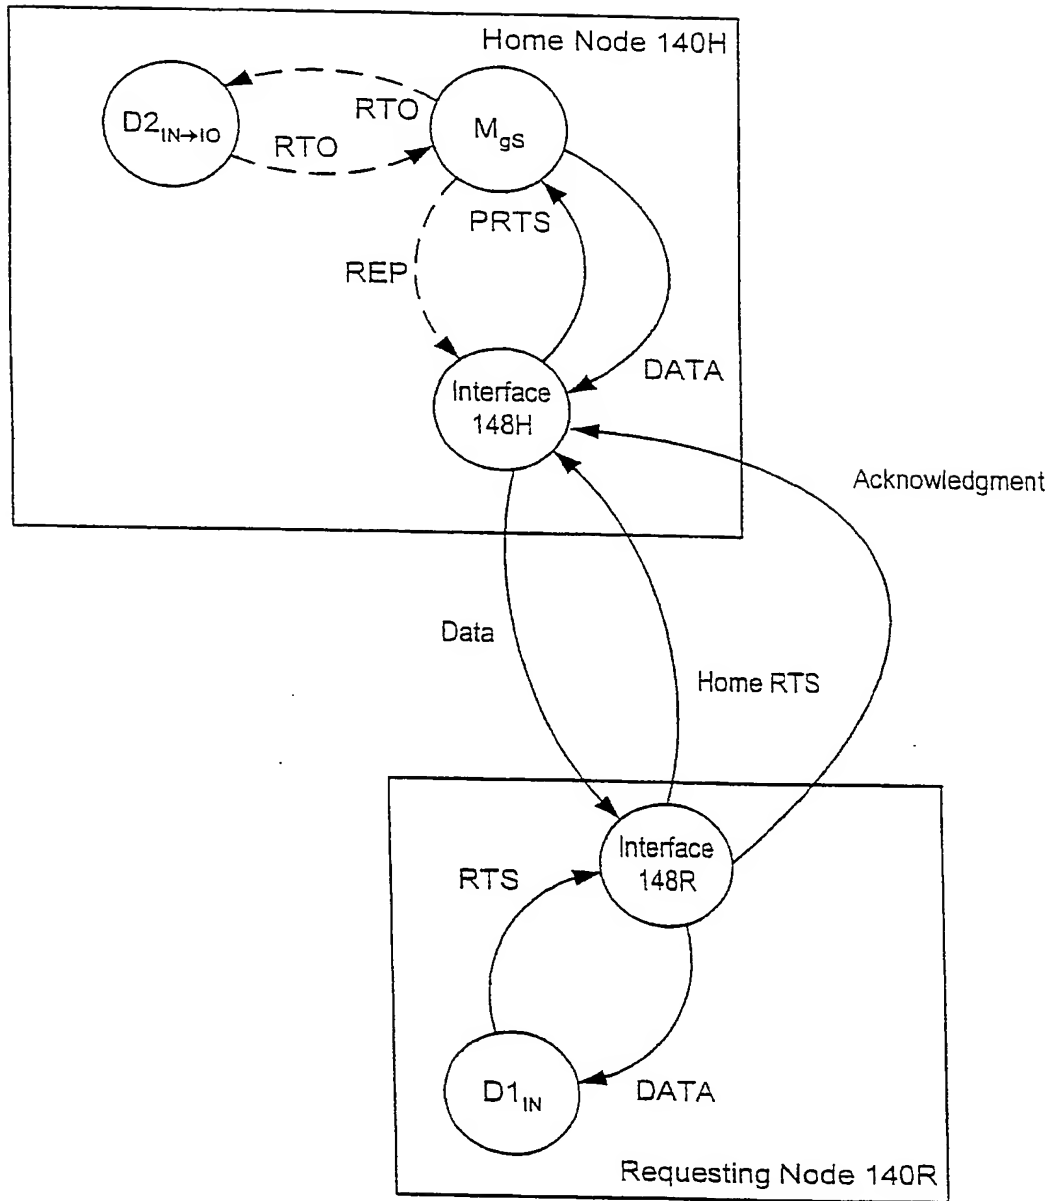 Home Node 140H
D2IN→IO
RTO
RTO
MgS
PRTS
REP
DATA
Interface
148H
Acknowledgment
Data
Home RTS
Interface
148R
RTS
D1IN
DATA
Requesting Node 140R